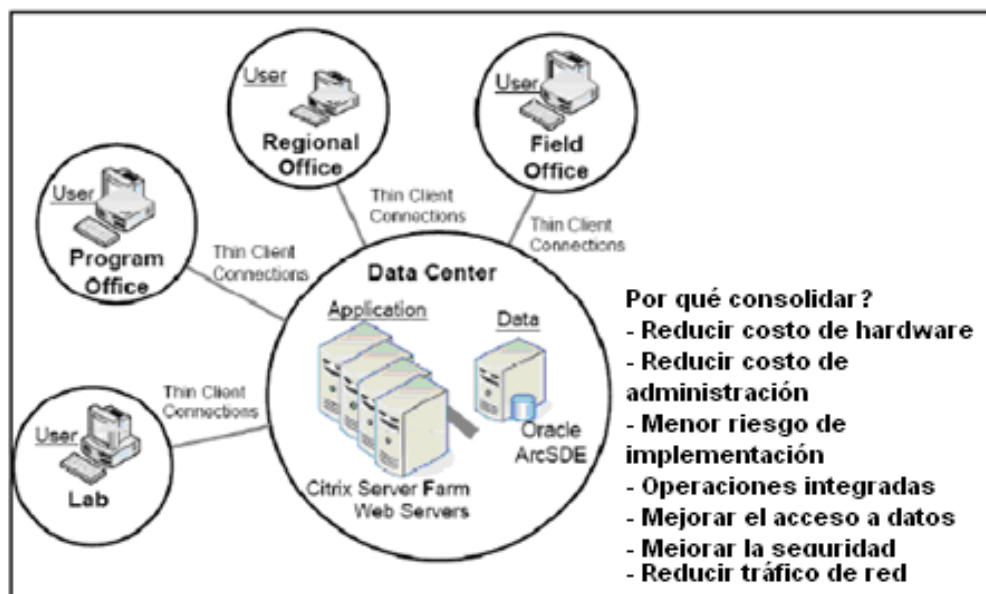 User
Regional
Office
User
Field
Office
User
Program
Office
Thin Client
Connections
Thin Client
Connections
Thin Client
Connections
Thin Client
Connections
User
Lab
Data Center
Application
Data
Oracle
ArcSDE
Citrix Server Farm
Web Servers
Por qué consolidar?
- Reducir costo de hardware
- Reducir costo de
administración
- Menor riesgo de
implementación
- Operaciones integradas
- Mejorar el acceso a datos
- Mejorar la seguridad
- Reducir tráfico de red